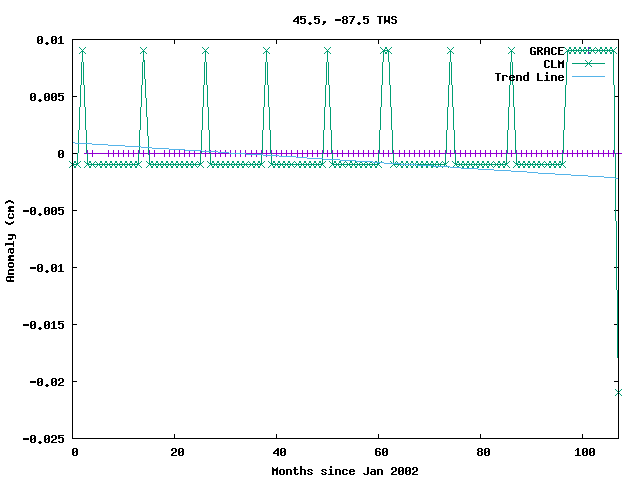 45.5, -87.5 TWS
GRACE
CLM
Trend Line
0.01
0.005
0
-0.005
-0.01
-0.015
-0.02
-0.025
Anomaly (cm)
0 20 40 60 80 100
Months since Jan 2002